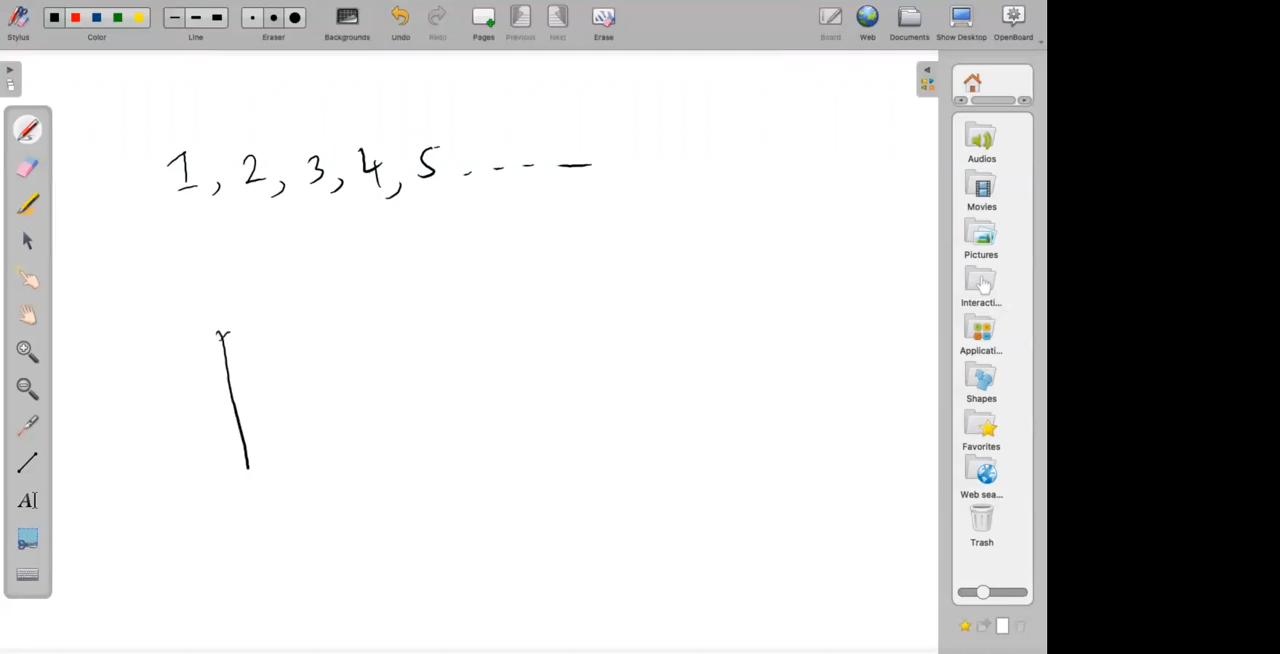 Stylus Color Line Eraser Backgrounds Undo Redo Pages Previous Next Erase Board Web Documents Show Desktop OpenBoard
1, 2, 3, 4, 5 . - - —
Audios
Movies
Pictures
Interacti...
Applicati...
Shapes
Favorites
Web sea...
Trash
AI